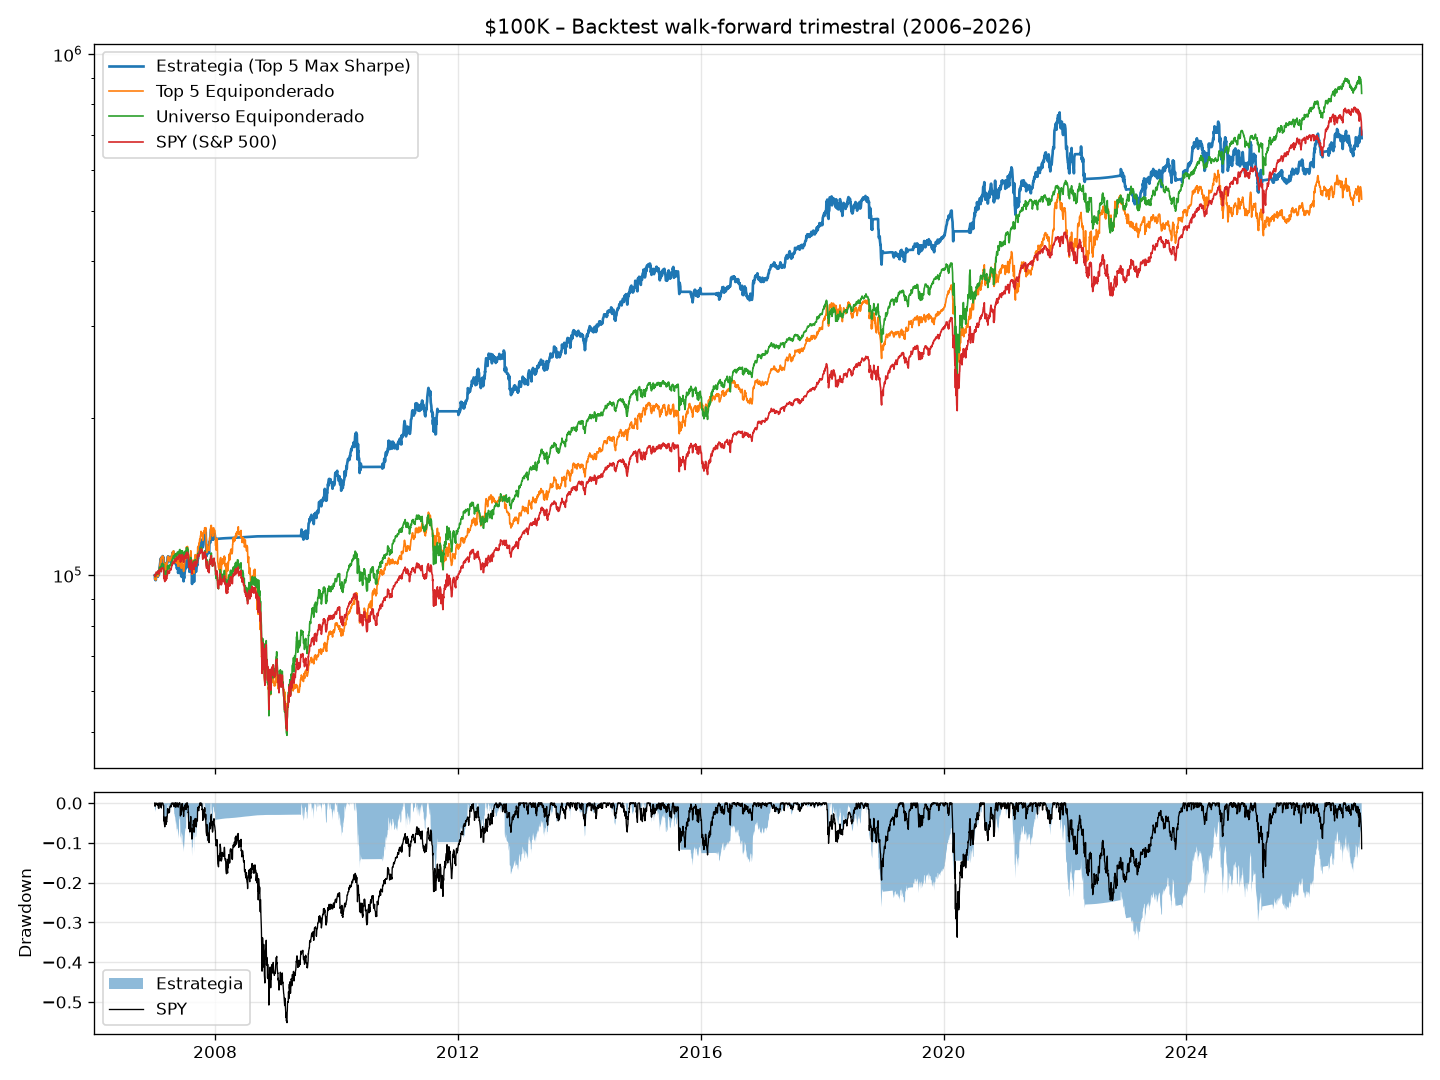 $100K – Backtest walk-forward trimestral (2006–2026)
10⁶
Estrategia (Top 5 Max Sharpe)
Top 5 Equiponderado
Universo Equiponderado
SPY (S&P 500)
10⁵
0.0
−0.1
−0.2
−0.3
−0.4
−0.5
Drawdown
Estrategia
SPY
2008 2012 2016 2020 2024